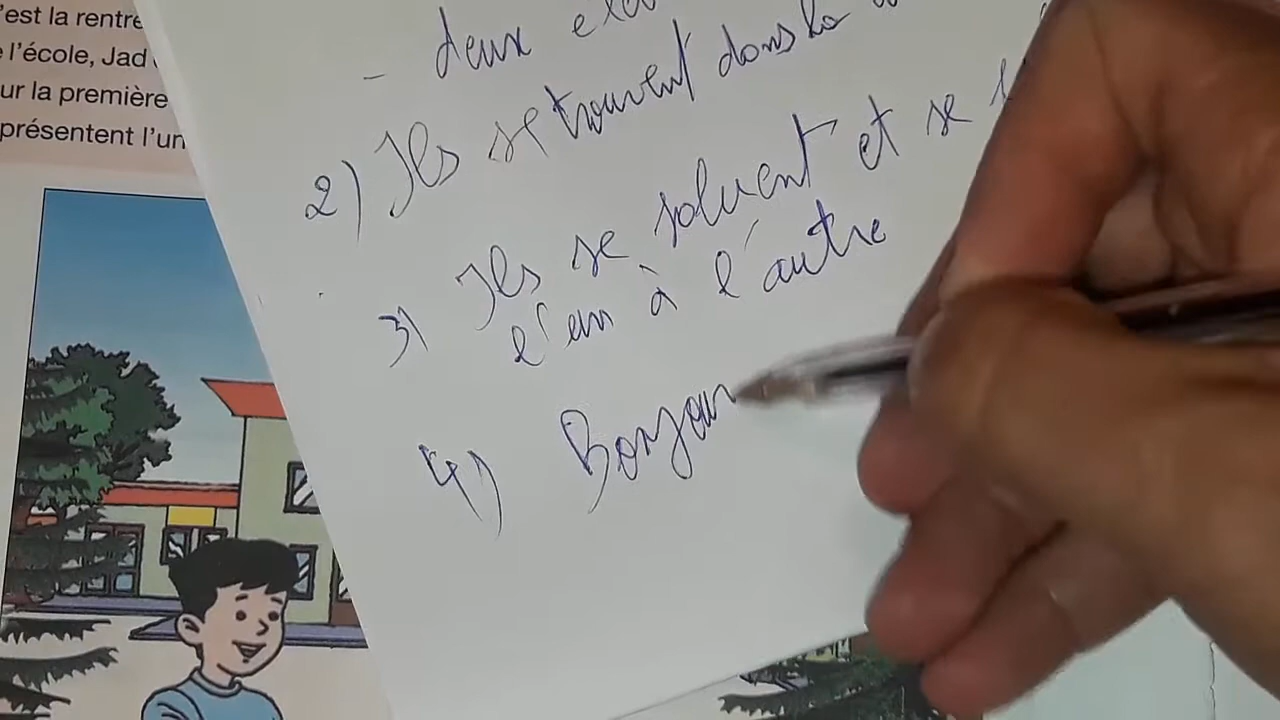 'est la rentré
e l'école, Jad
ur la première
présentent l'un
- deux
2) Ils se trouvent dans la
3) Ils se saluent et se
l'un à l'autre
4) Bonjour